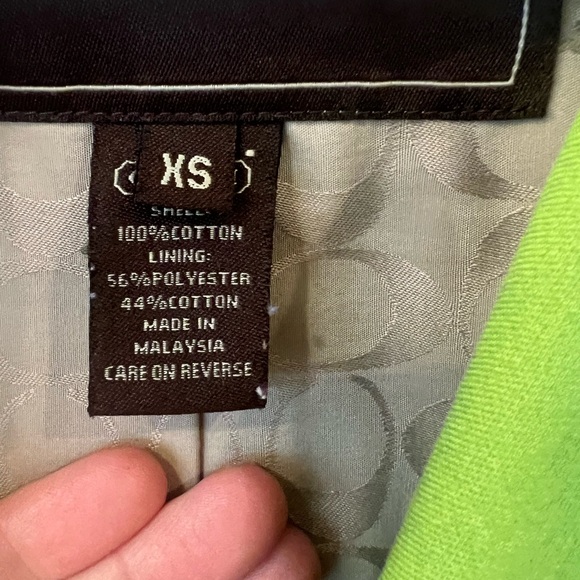 XS
SHELL:
100%COTTON
LINING:
56%POLYESTER
44%COTTON
MADE IN
MALAYSIA
CARE ON REVERSE